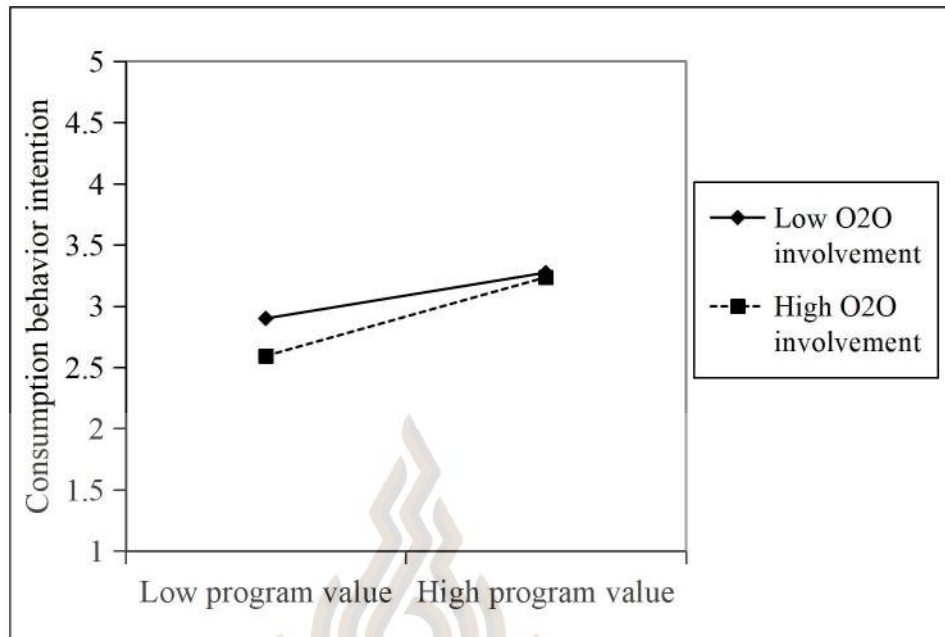 Consumption behavior intention
5
4.5
4
3.5
3
2.5
2
1.5
1
Low program value
High program value
Low O2O
involvement
High O2O
involvement